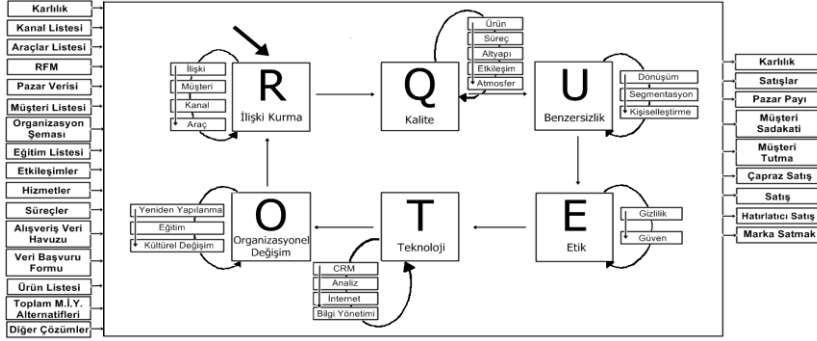 Karlılık
Kanal Listesi
Araçlar Listesi
RFM
Pazar Verisi
Müşteri Listesi
Organizasyon
Şeması
Eğitim Listesi
Etkileşimler
Hizmetler
Süreçler
Alışveriş Veri
Havuzu
Veri Başvuru
Formu
Ürün Listesi
Toplam M.İ.Y.
Alternatifleri
Diğer Çözümler
İlişki
Müşteri
Kanal
Araç
R
İlişki Kurma
Q
Kalite
Ürün
Süreç
Altyapı
Etkileşim
Atmosfer
U
Benzersizlik
Dönüşüm
Segmentasyon
Kişiselleştirme
Yeniden Yapılanma
Eğitim
Kültürel Değişim
O
Organizasyonel
Değişim
T
Teknoloji
CRM
Analiz
İnternet
Bilgi Yönetimi
E
Etik
Gizlilik
Güven
Karlılık
Satışlar
Pazar Payı
Müşteri
Sadakati
Müşteri
Tutma
Çapraz Satış
Satış
Hatırlatıcı Satış
Marka Satmak